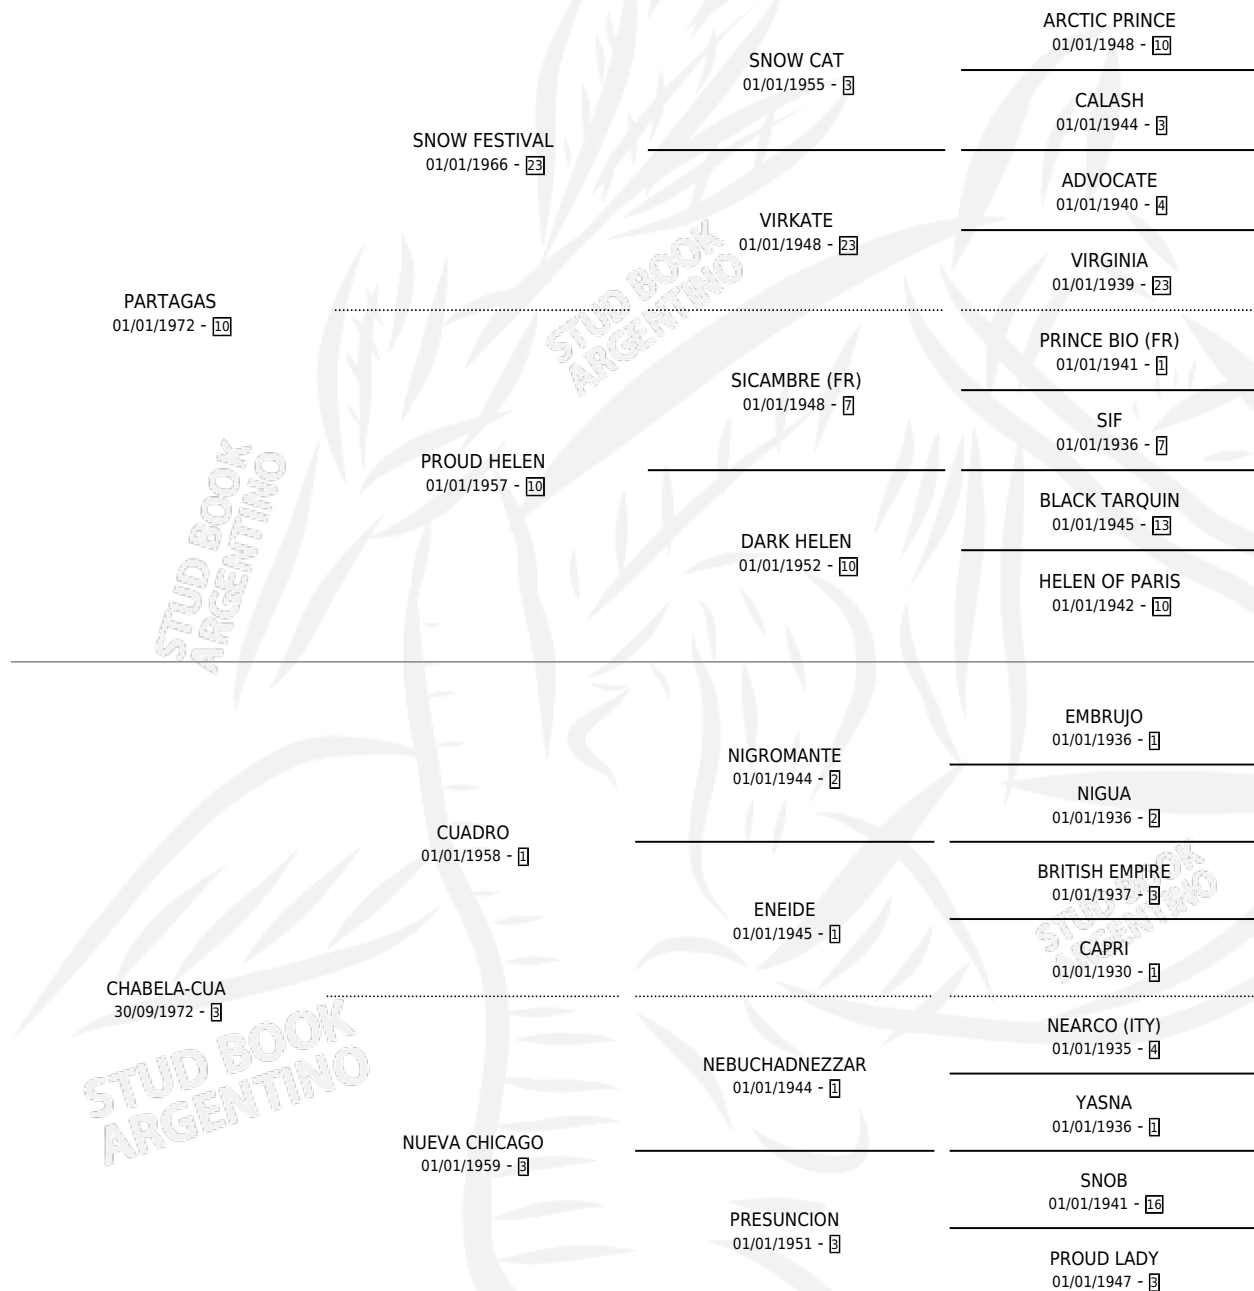 ARCTIC PRINCE
01/01/1948 - 10
SNOW CAT
01/01/1955 - 3
CALASH
01/01/1944 - 3
SNOW FESTIVAL
01/01/1966 - 23
ADVOCATE
01/01/1940 - 4
VIRKATE
01/01/1948 - 23
VIRGINIA
01/01/1939 - 23
PARTAGAS
01/01/1972 - 10
STUD BOOK
ARGENTINO
PRINCE BIO (FR)
01/01/1941 - 1
SICAMBRE (FR)
01/01/1948 - 7
SIF
01/01/1936 - 7
PROUD HELEN
01/01/1957 - 10
BLACK TARQUIN
01/01/1945 - 13
DARK HELEN
01/01/1952 - 10
HELEN OF PARIS
01/01/1942 - 10
STUD BOOK
ARGENTINO
EMBRUJO
01/01/1936 - 1
NIGROMANTE
01/01/1944 - 2
NIGUA
01/01/1936 - 2
CUADRO
01/01/1958 - 1
BRITISH EMPIRE
01/01/1937 - 3
ENEIDE
01/01/1945 - 1
STUD BOOK
ARGENTINO
CAPRI
01/01/1930 - 1
CHABELA-CUA
30/09/1972 - 3
STUD BOOK
ARGENTINO
NEARCO (ITY)
01/01/1935 - 4
NEBUCHADNEZZAR
01/01/1944 - 1
YASNA
01/01/1936 - 1
NUEVA CHICAGO
01/01/1959 - 3
SNOB
01/01/1941 - 16
PRESUNCION
01/01/1951 - 3
PROUD LADY
01/01/1947 - 3